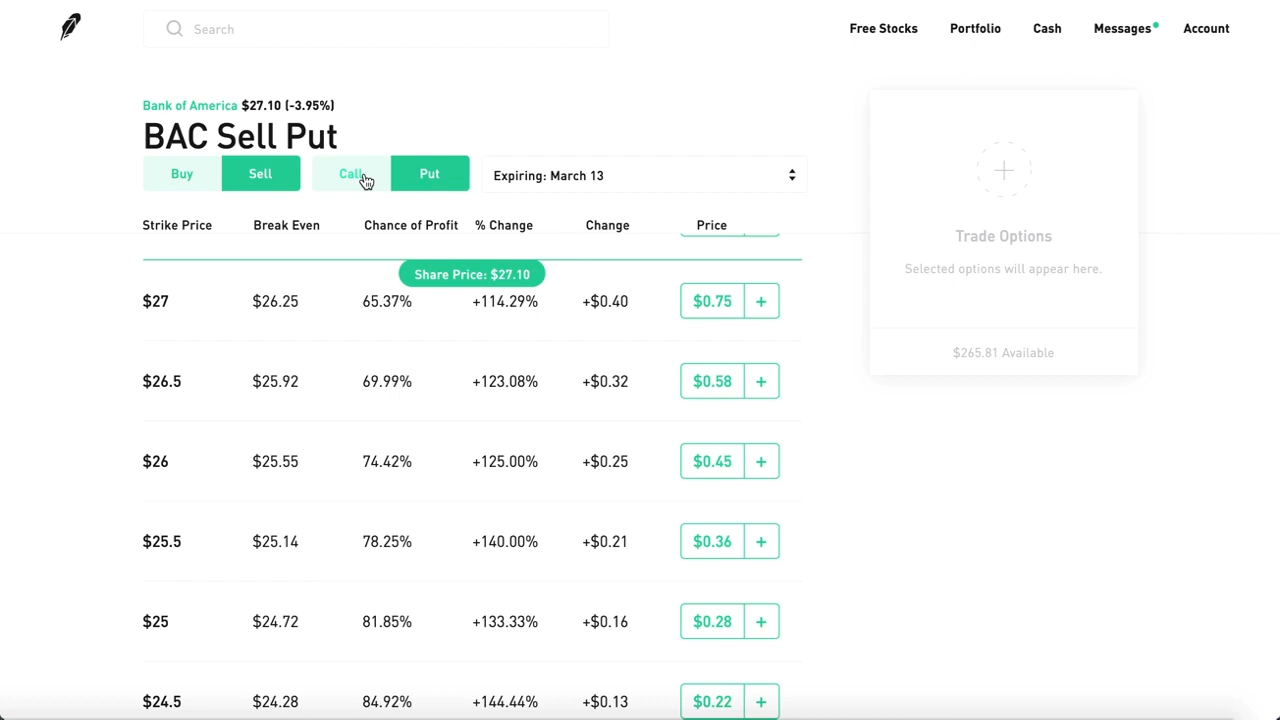 Search
Free Stocks Portfolio Cash Messages Account
Bank of America $27.10 (-3.95%)
BAC Sell Put
Buy Sell Call Put Expiring: March 13
Strike Price Break Even Chance of Profit % Change Change Price
Share Price: $27.10
$27 $26.25 65.37% +114.29% +$0.40 $0.75 +
$26.5 $25.92 69.99% +123.08% +$0.32 $0.58 +
$26 $25.55 74.42% +125.00% +$0.25 $0.45 +
$25.5 $25.14 78.25% +140.00% +$0.21 $0.36 +
$25 $24.72 81.85% +133.33% +$0.16 $0.28 +
$24.5 $24.28 84.92% +144.44% +$0.13 $0.22 +
Trade Options
Selected options will appear here.
$265.81 Available